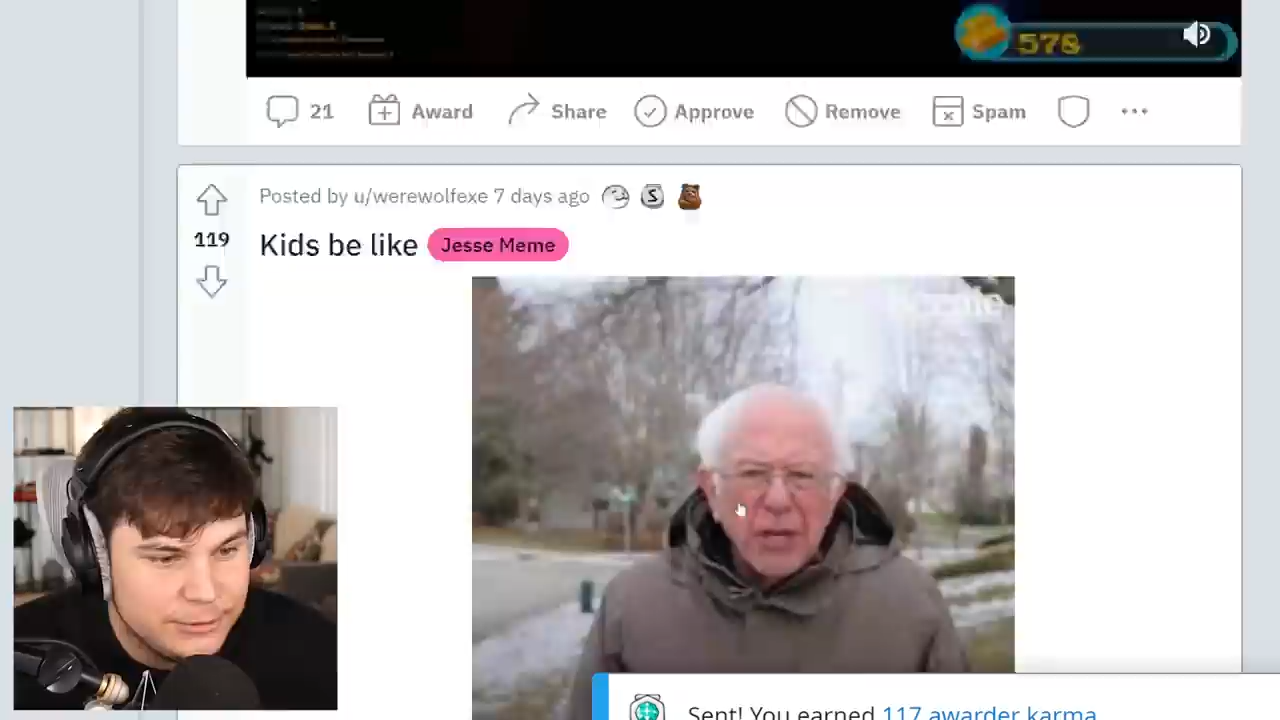 578
21 Award Share Approve Remove Spam
Posted by u/werewolfexe 7 days ago
119
Kids be like Jesse Meme
Sent! You earned 117 awarder karma